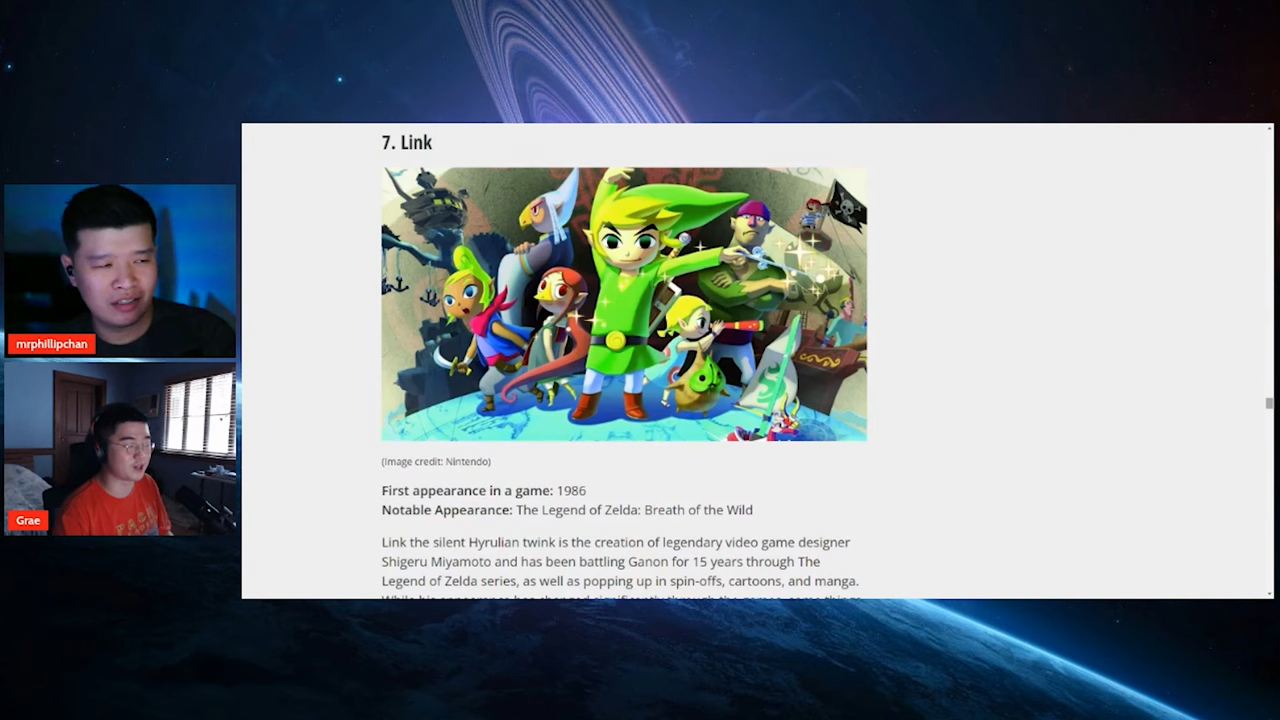 7. Link
mrphillipchan
(Image credit: Nintendo)
First appearance in a game: 1986
Notable Appearance: The Legend of Zelda: Breath of the Wild
Grae
Link the silent Hyrulian twink is the creation of legendary video game designer
Shigeru Miyamoto and has been battling Ganon for 15 years through The
Legend of Zelda series, as well as popping up in spin-offs, cartoons, and manga.